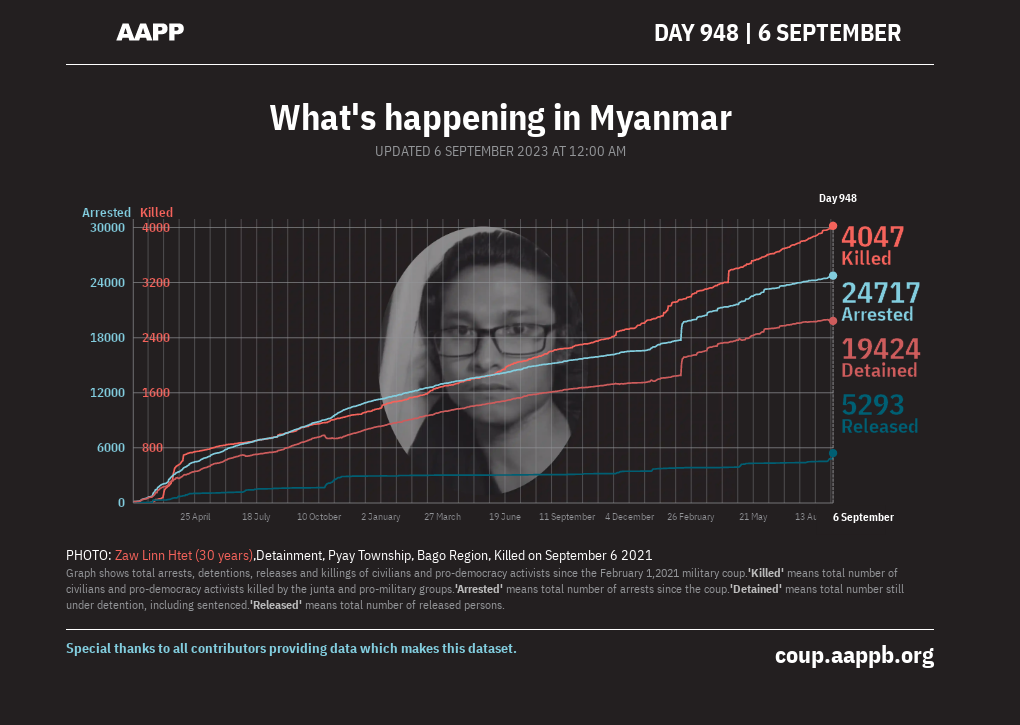 AAPP
DAY 948 | 6 SEPTEMBER
What's happening in Myanmar
UPDATED 6 SEPTEMBER 2023 AT 12:00 AM
Day 948
Arrested Killed
30000 4000
24000 3200
18000 2400
12000 1600
6000 800
0
4047
Killed
24717
Arrested
19424
Detained
5293
Released
25 April 18 July 10 October 2 January 27 March 19 June 11 September 4 December 26 February 21 May 13 Au 6 September
PHOTO: Zaw Linn Htet (30 years),Detainment, Pyay Township, Bago Region, Killed on September 6 2021
Graph shows total arrests, detentions, releases and killings of civilians and pro-democracy activists since the February 1,2021 military coup.'Killed' means total number of
civilians and pro-democracy activists killed by the junta and pro-military groups.'Arrested' means total number of arrests since the coup.'Detained' means total number still
under detention, including sentenced.'Released' means total number of released persons.
Special thanks to all contributors providing data which makes this dataset.
coup.aappb.org